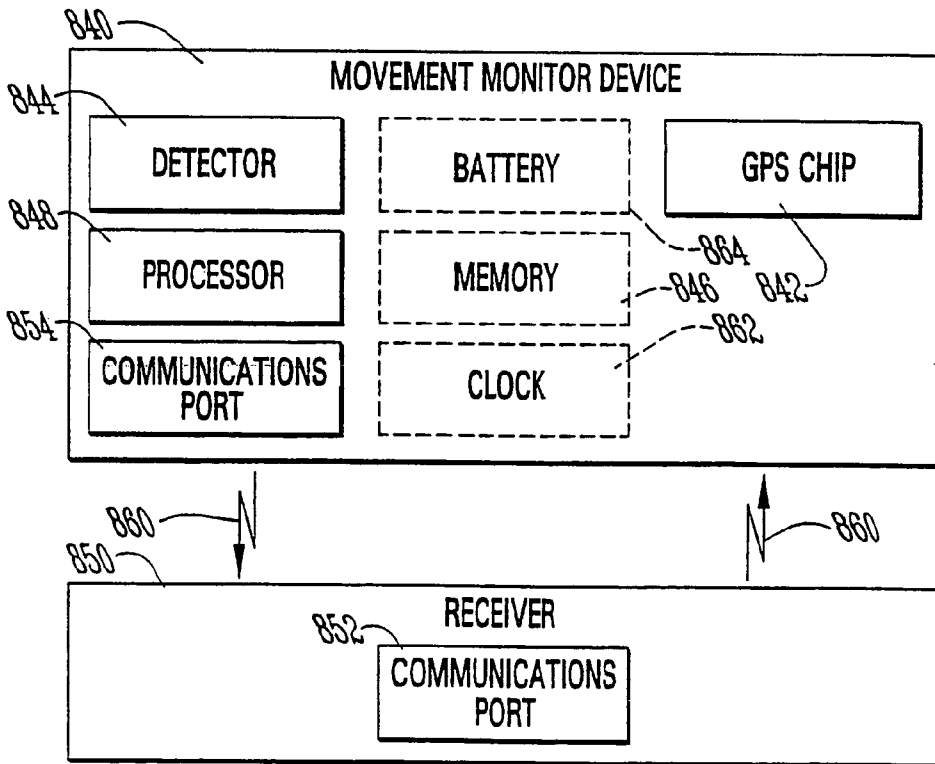 840
MOVEMENT MONITOR DEVICE
844
DETECTOR
BATTERY
GPS CHIP
848
864
PROCESSOR
MEMORY
846
842
854
862
COMMUNICATIONS
PORT
CLOCK
860
860
850
RECEIVER
852
COMMUNICATIONS
PORT